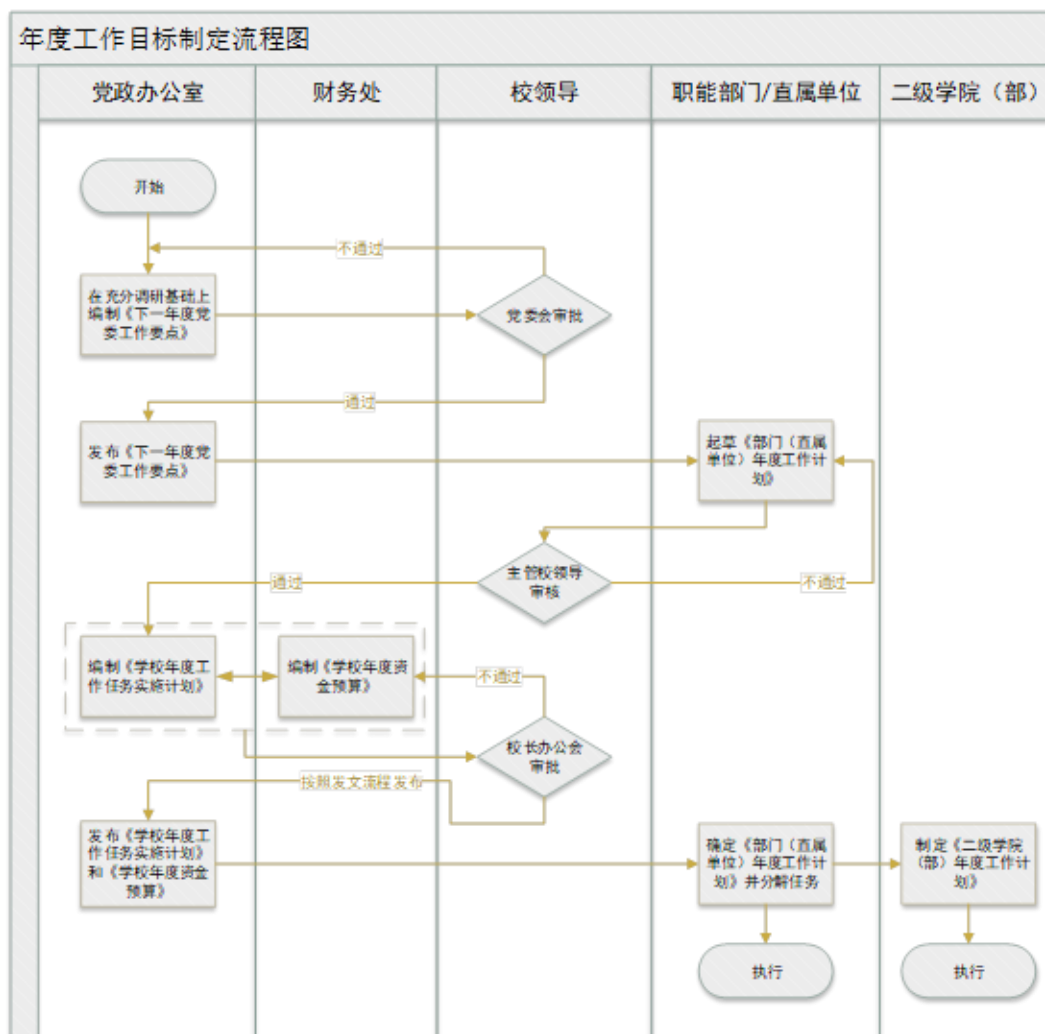 年度工作目标制定流程图
党政办公室
财务处
校领导
职能部门/直属单位
二级学院（部）
开始
不通过
在充分调研基础上
编制《下一年度党
委工作要点》
党委会审批
通过
发布《下一年度党
委工作要点》
起草《部门（直属
单位）年度工作计
划》
主管校领导
审核
通过
不通过
编制《学校年度工
作任务实施计划》
编制《学校年度资
金预算》
不通过
校长办公会
审批
按照发文流程发布
发布《学校年度工
作任务实施计划》
和《学校年度资金
预算》
确定《部门（直属
单位）年度工作计
划》并分解任务
制定《二级学院
（部）年度工作计
划》
执行
执行